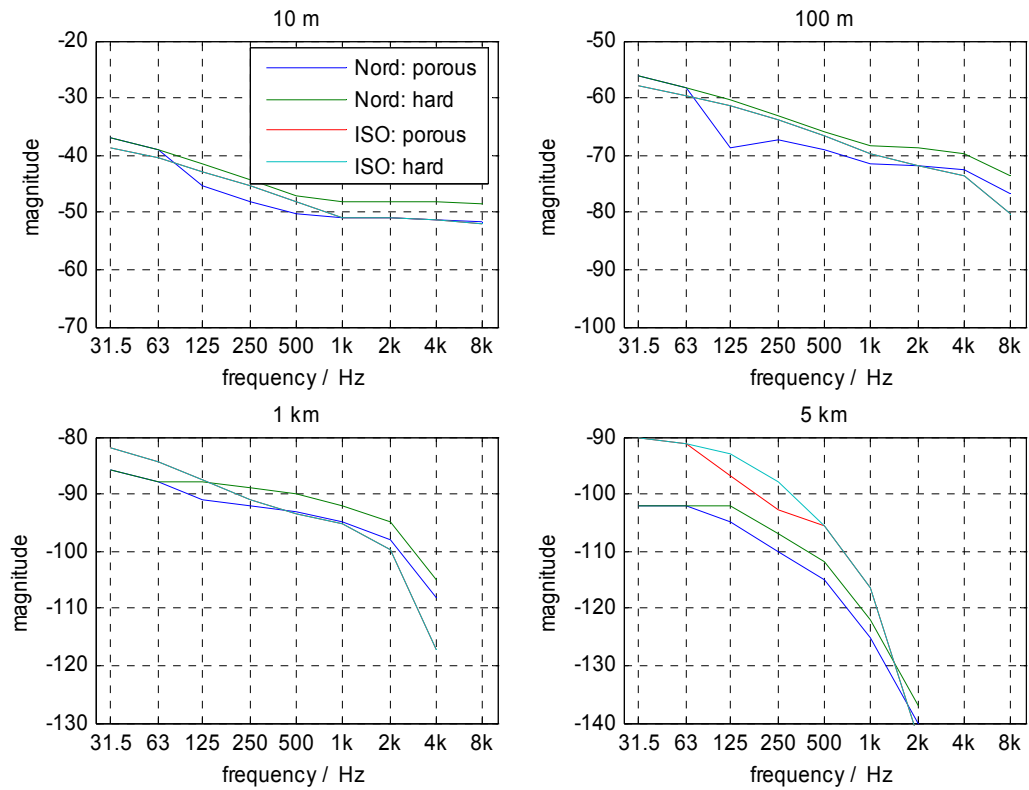 10 m
-20
-30
-40
-50
-60
-70
magnitude
Nord: porous
Nord: hard
ISO: porous
ISO: hard
31.5 63 125 250 500 1k 2k 4k 8k
frequency / Hz
100 m
-50
-60
-70
-80
-90
-100
magnitude
31.5 63 125 250 500 1k 2k 4k 8k
frequency / Hz
1 km
-80
-90
-100
-110
-120
-130
magnitude
31.5 63 125 250 500 1k 2k 4k 8k
frequency / Hz
5 km
-90
-100
-110
-120
-130
-140
magnitude
31.5 63 125 250 500 1k 2k 4k 8k
frequency / Hz